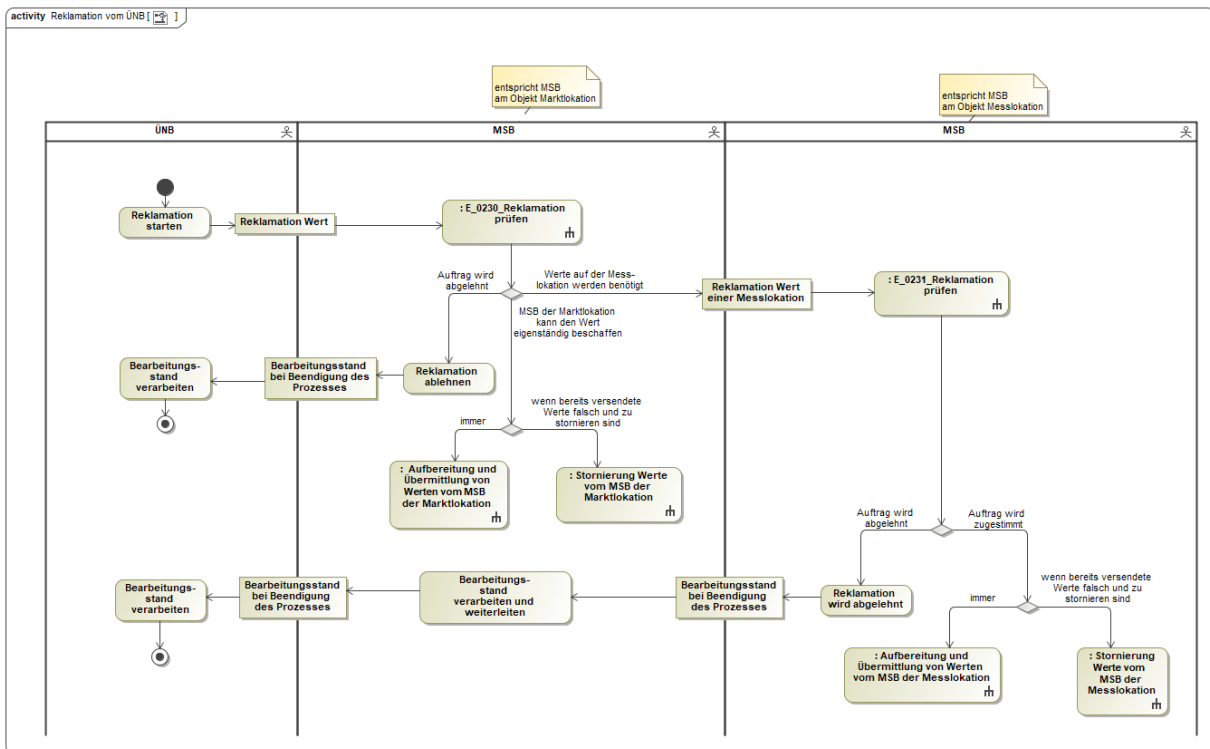 activity Reklamation vom ÜNB [ ]
entspricht MSB
am Objekt Marktlokation
entspricht MSB
am Objekt Messlokation
ÜNB
MSB
MSB
Reklamation
starten
Reklamation Wert
: E_0230_Reklamation
prüfen
Auftrag wird
abgelehnt
Werte auf der Mess-
lokation werden benötigt
Reklamation Wert
einer Messlokation
: E_0231_Reklamation
prüfen
MSB der Marktlokation
kann den Wert
eigenständig beschaffen
Bearbeitungs-
stand
verarbeiten
Bearbeitungsstand
bei Beendigung des
Prozesses
Reklamation
ablehnen
immer
wenn bereits versendete
Werte falsch und zu
stornieren sind
: Aufbereitung und
Übermittlung von
Werten vom MSB
der Marktlokation
: Stornierung Werte
vom MSB der
Marktlokation
Auftrag wird
abgelehnt
Auftrag wird
zugestimmt
Bearbeitungs-
stand
verarbeiten
Bearbeitungsstand
bei Beendigung
des Prozesses
Bearbeitungs-
stand
verarbeiten und
weiterleiten
Bearbeitungsstand
bei Beendigung
des Prozesses
Reklamation
wird abgelehnt
immer
wenn bereits versendete
Werte falsch und zu
stornieren sind
: Aufbereitung und
Übermittlung von Werten
vom MSB der Messlokation
: Stornierung
Werte vom
MSB der
Messlokation